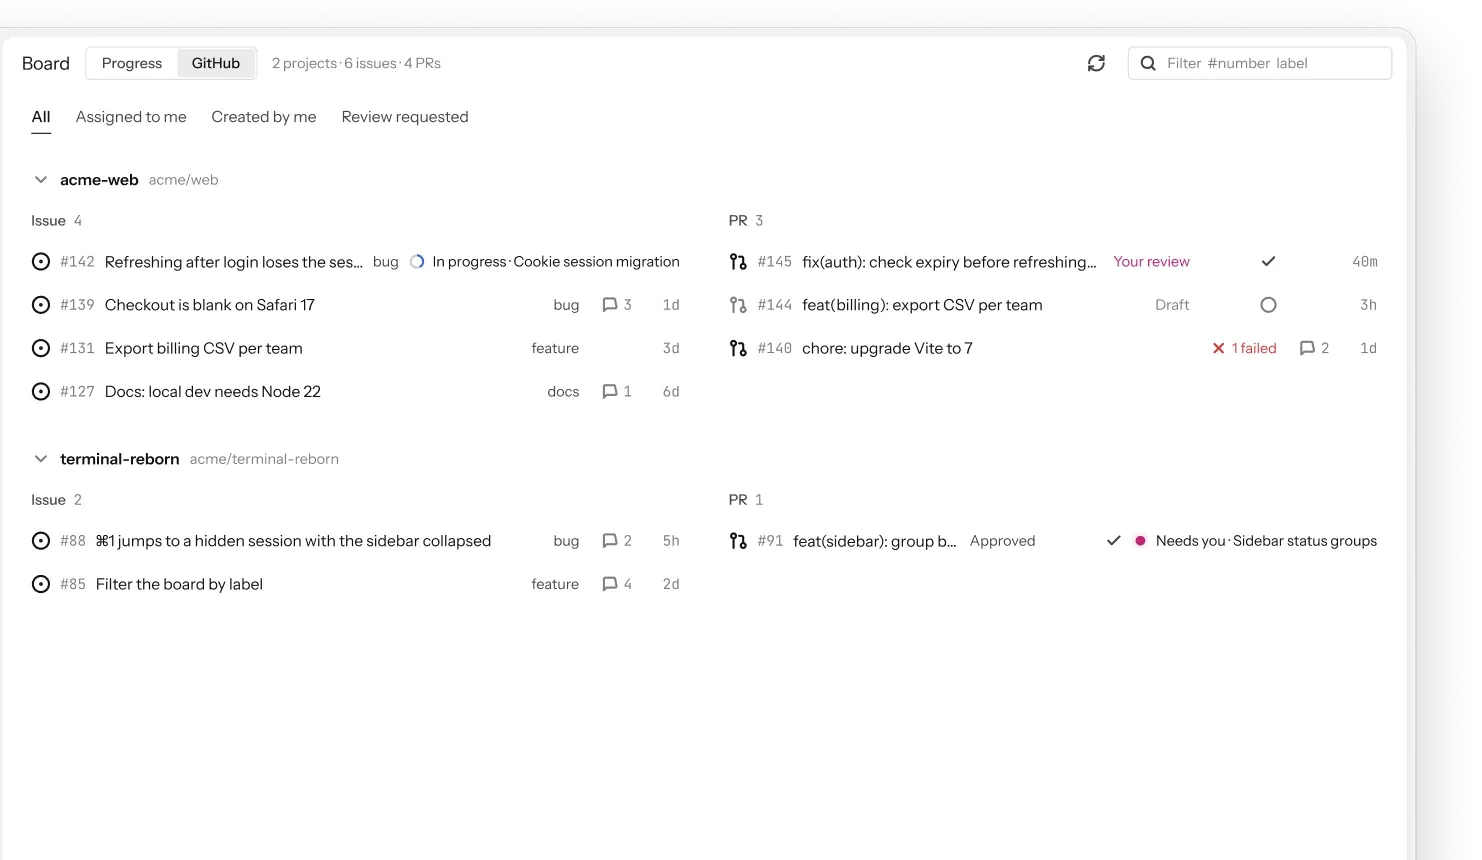 Board Progress GitHub 2 projects · 6 issues · 4 PRs Filter #number label
All Assigned to me Created by me Review requested
acme-web acme/web
Issue 4
#142 Refreshing after login loses the ses... bug In progress · Cookie session migration
#139 Checkout is blank on Safari 17 bug 3 1d
#131 Export billing CSV per team feature 3d
#127 Docs: local dev needs Node 22 docs 1 6d
PR 3
#145 fix(auth): check expiry before refreshing... Your review 40m
#144 feat(billing): export CSV per team Draft 3h
#140 chore: upgrade Vite to 7 1 failed 2 1d
terminal-reborn acme/terminal-reborn
Issue 2
#88 ⌘1 jumps to a hidden session with the sidebar collapsed bug 2 5h
#85 Filter the board by label feature 4 2d
PR 1
#91 feat(sidebar): group b... Approved Needs you · Sidebar status groups